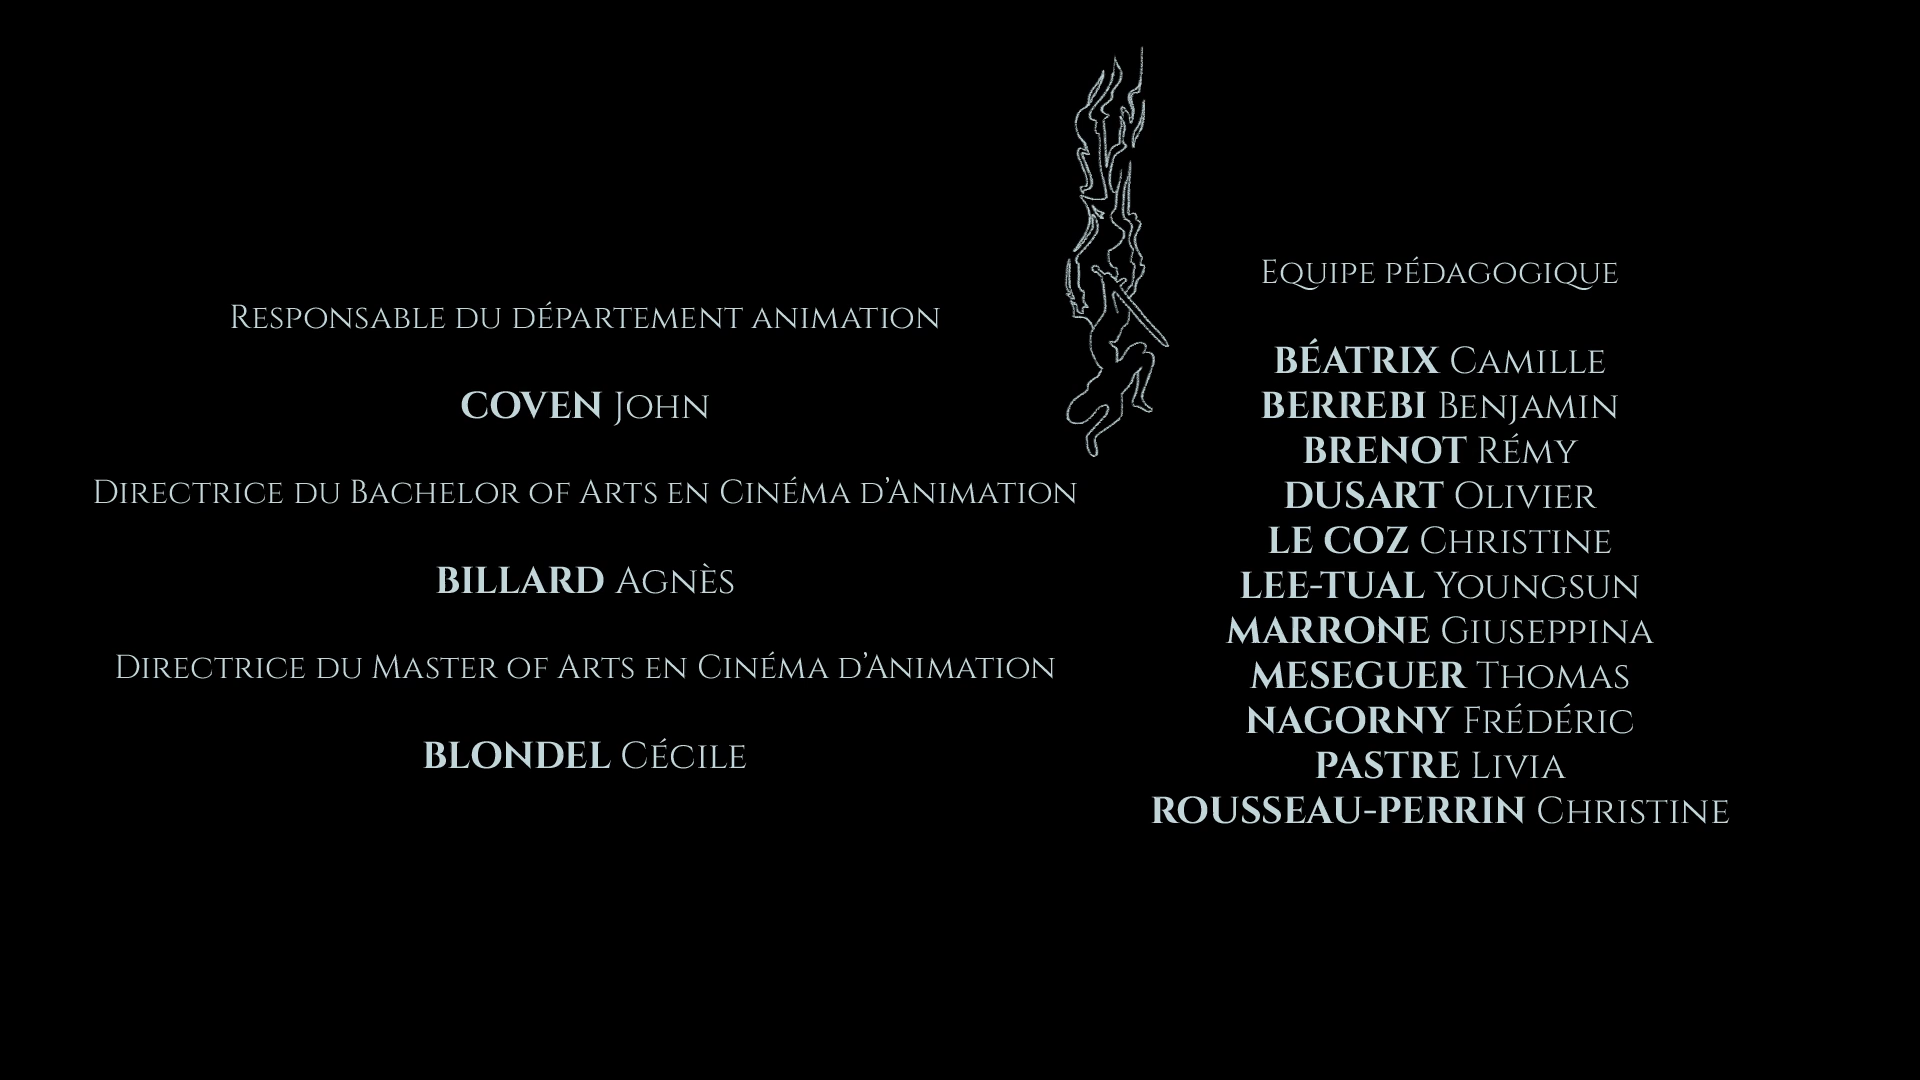 Responsable du département animation
COVEN John
Directrice du Bachelor of Arts en Cinéma d’Animation
BILLARD Agnès
Directrice du Master of Arts en Cinéma d’Animation
BLONDEL Cécile
Equipe pédagogique
BÉATRIX Camille
BERREBI Benjamin
BRENOT Rémy
DUSART Olivier
LE COZ Christine
LEE-TUAL Youngsun
MARRONE Giuseppina
MESEGUER Thomas
NAGORNY Frédéric
PASTRE Livia
ROUSSEAU-PERRIN Christine